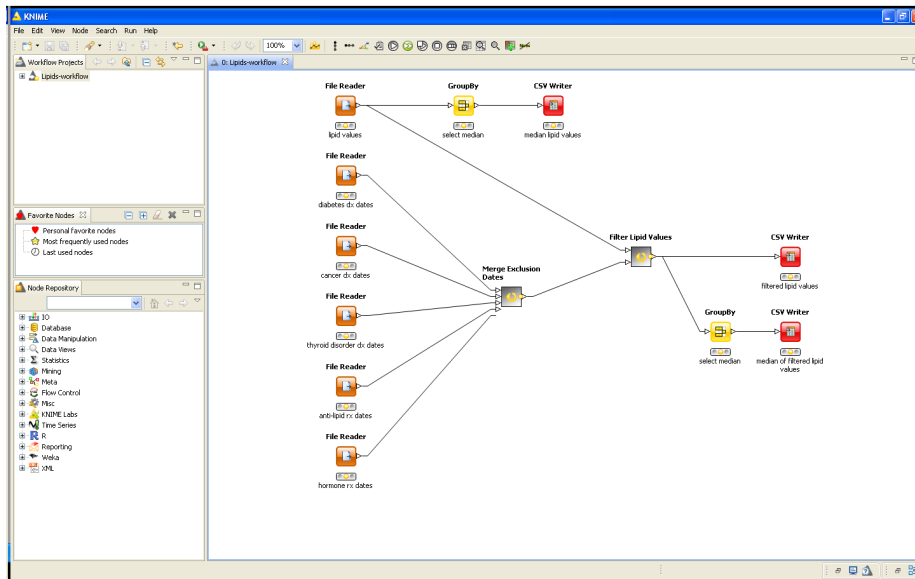 KNIME
File Edit View Node Search Run Help
100%
Workflow Projects
0: Lipids-workflow
Lipids-workflow
File Reader
lipid values
GroupBy
select median
CSV Writer
median lipid values
File Reader
diabetes dx dates
File Reader
cancer dx dates
File Reader
thyroid disorder dx dates
File Reader
anti-lipid rx dates
File Reader
hormone rx dates
Merge Exclusion
Dates
Filter Lipid Values
CSV Writer
filtered lipid values
GroupBy
select median
CSV Writer
median of filtered lipid
values
Favorite Nodes
Personal favorite nodes
Most frequently used nodes
Last used nodes
Node Repository
IO
Database
Data Manipulation
Data Views
Statistics
Mining
Meta
Flow Control
Misc
KNIME Labs
Time Series
R
Reporting
Weka
XML